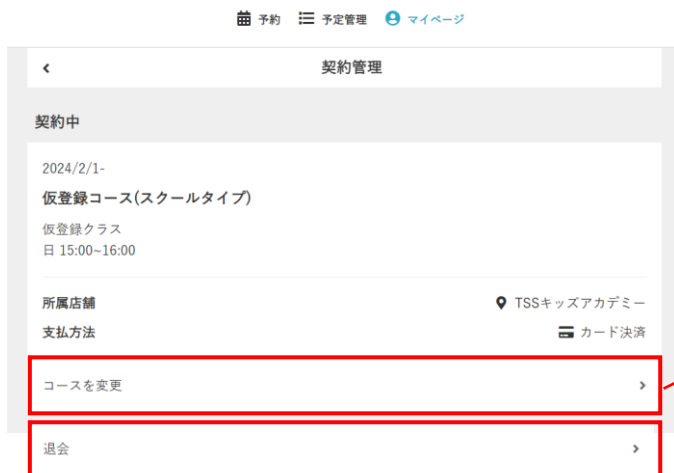 予約 予定管理 マイページ
契約管理
契約中
2024/2/1-
仮登録コース(スクールタイプ)
仮登録クラス
日 15:00~16:00
所属店舗 TSSキッズアカデミー
支払方法 カード決済
コースを変更
退会